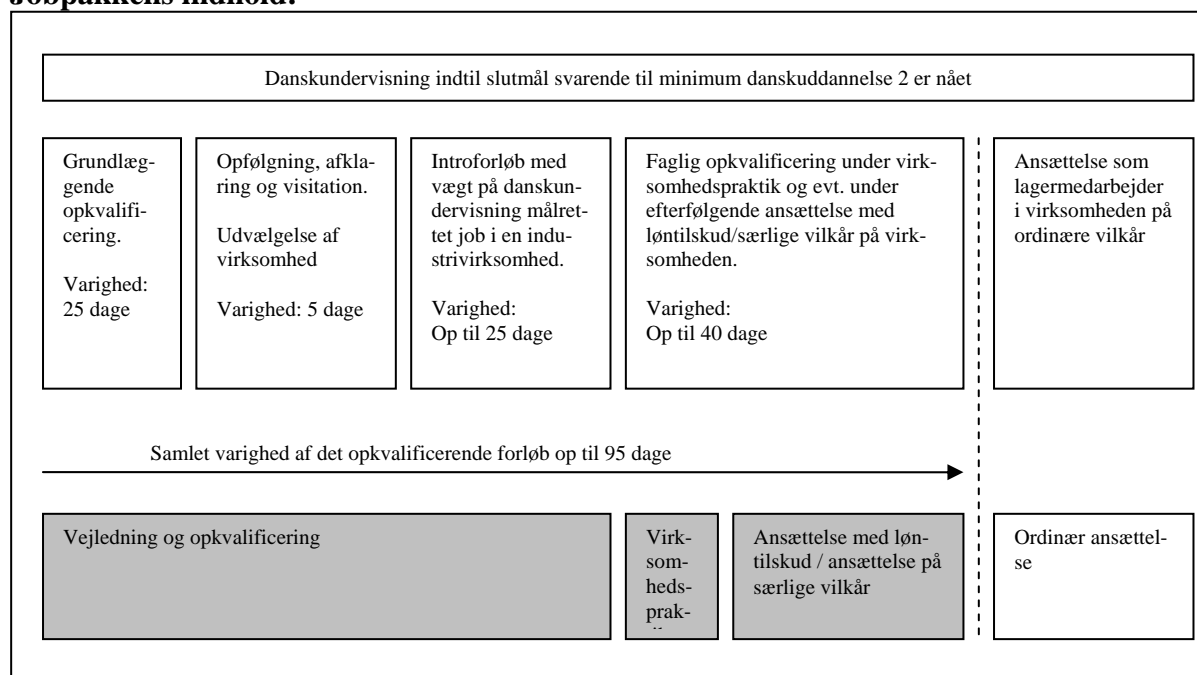 Jobpakkens indhold:
Danskundervisning indtil slutmål svarende til minimum danskuddannelse 2 er nået
Grundlæg-
gende
opkvalifi-
cering.
Varighed:
25 dage
Opfølgning, afkla-
ring og visitation.
Udvælgelse af
virksomhed
Varighed: 5 dage
Introforløb med
vægt på danskun-
dervisning målret-
tet job i en indu-
strivirksomhed.
Varighed:
Op til 25 dage
Faglig opkvalificering under virk-
somhedspraktik og evt. under
efterfølgende ansættelse med
løntilskud/særlige vilkår på virk-
somheden.
Varighed:
Op til 40 dage
Ansættelse som
lagermedarbejder
i virksomheden på
ordinære vilkår
Samlet varighed af det opkvalificerende forløb op til 95 dage
Vejledning og opkvalificering
Virk-
som-
heds-
prak-
Ansættelse med løn-
tilskud / ansættelse på
særlige vilkår
Ordinær ansættel-
se